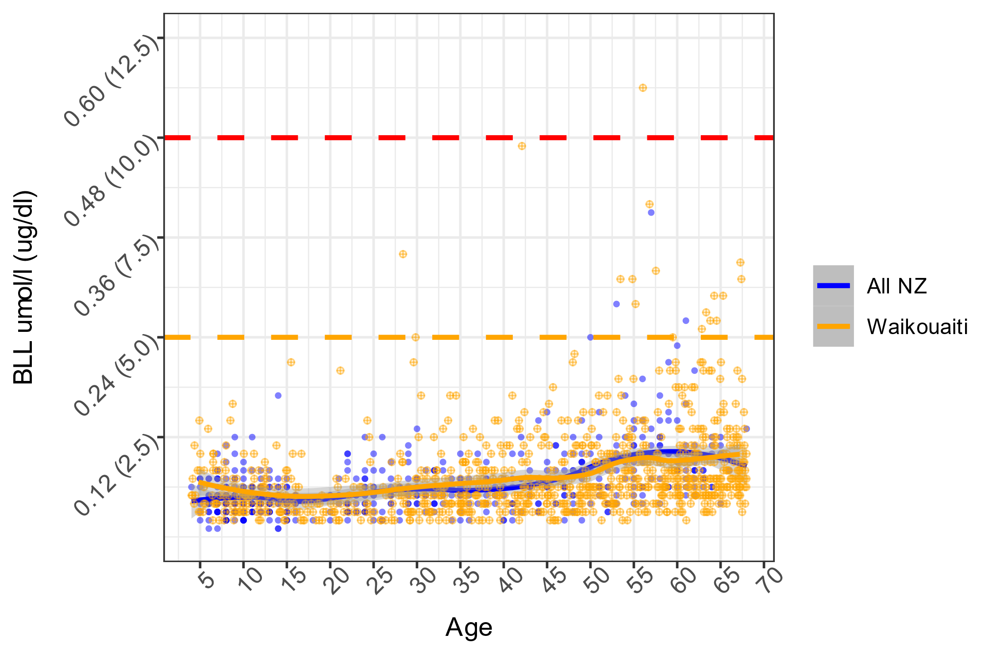 BLL umol/l (ug/dl)
0.60 (12.5)
0.48 (10.0)
0.36 (7.5)
0.24 (5.0)
0.12 (2.5)
5 10 15 20 25 30 35 40 45 50 55 60 65 70
Age
All NZ
Waikouaiti